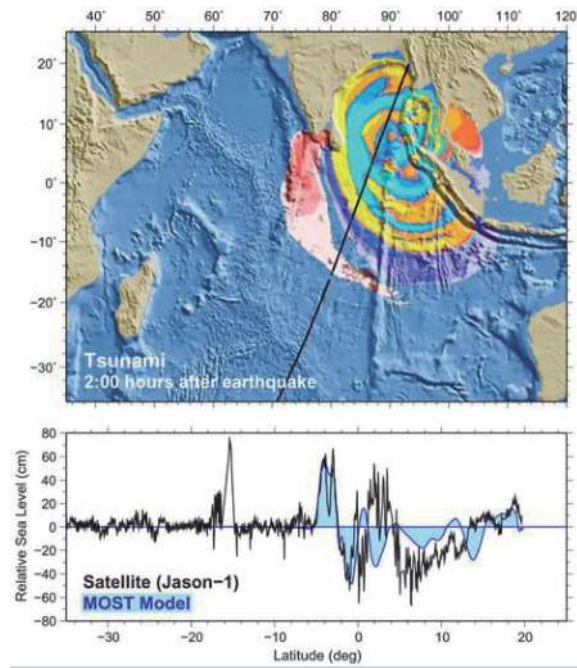 40° 50° 60° 70° 80° 90° 100° 110° 120
20°
10°
0°
−10°
−20°
−30°
Tsunami
2:00 hours after earthquake
80
60
40
20
0
−20
−40
−60
−80
Relative Sea Level (cm)
Satellite (Jason−1)
MOST Model
−30 −20 −10 0 10 20
Latitude (deg)